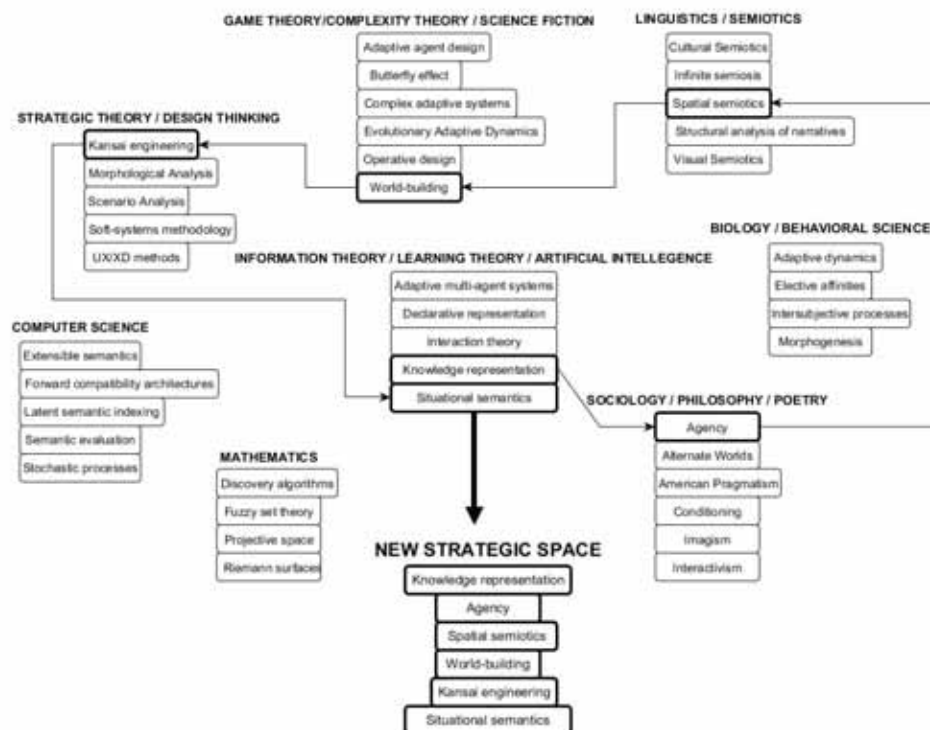 GAME THEORY/COMPLEXITY THEORY / SCIENCE FICTION
Adaptive agent design
Butterfly effect
Complex adaptive systems
Evolutionary Adaptive Dynamics
Operative design
World-building
LINGUISTICS / SEMIOTICS
Cultural Semiotics
Infinite semiosis
Spatial semiotics
Structural analysis of narratives
Visual Semiotics
STRATEGIC THEORY / DESIGN THINKING
Kansai engineering
Morphological Analysis
Scenario Analysis
Soft-systems methodology
UX/XD methods
BIOLOGY / BEHAVIORAL SCIENCE
Adaptive dynamics
Elective affinities
Intersubjective processes
Morphogenesis
INFORMATION THEORY / LEARNING THEORY / ARTIFICIAL INTELLEGENCE
Adaptive multi-agent systems
Declarative representation
Interaction theory
Knowledge representation
Situational semantics
COMPUTER SCIENCE
Extensible semantics
Forward compatibility architectures
Latent semantic indexing
Semantic evaluation
Stochastic processes
SOCIOLOGY / PHILOSOPHY / POETRY
Agency
Alternate Worlds
American Pragmatism
Conditioning
Imagism
Interactivism
MATHEMATICS
Discovery algorithms
Fuzzy set theory
Projective space
Riemann surfaces
NEW STRATEGIC SPACE
Knowledge representation
Agency
Spatial semiotics
World-building
Kansai engineering
Situational semantics